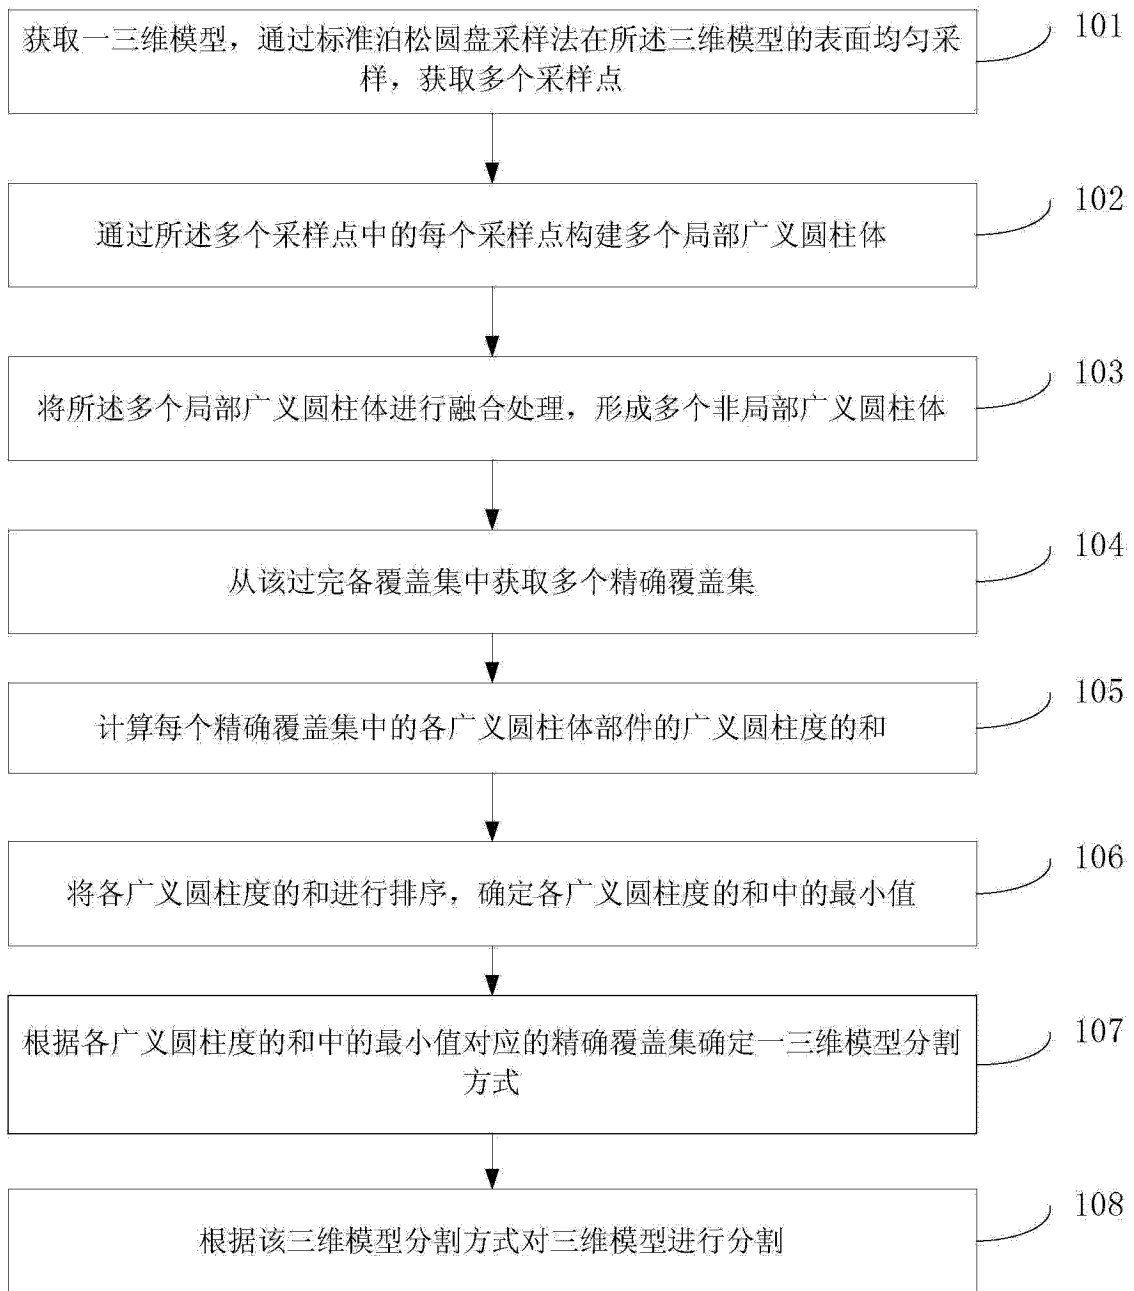 获取一三维模型，通过标准泊松圆盘采样法在所述三维模型的表面均匀采
样，获取多个采样点
101
通过所述多个采样点中的每个采样点构建多个局部广义圆柱体
102
将所述多个局部广义圆柱体进行融合处理，形成多个非局部广义圆柱体
103
从该过完备覆盖集中获取多个精确覆盖集
104
计算每个精确覆盖集中的各广义圆柱体部件的广义圆柱度的和
105
将各广义圆柱度的和进行排序，确定各广义圆柱度的和中的最小值
106
根据各广义圆柱度的和中的最小值对应的精确覆盖集确定一三维模型分割
方式
107
根据该三维模型分割方式对三维模型进行分割
108